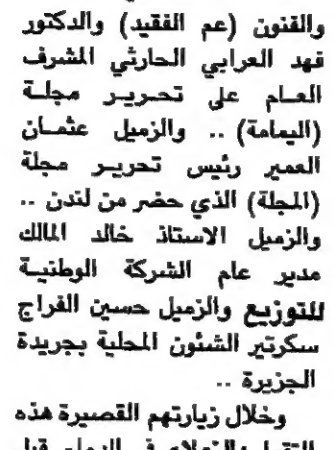 والفنون (عم الفقيد) والدكتور
فهد العرابي الحارثي المشرف
العام على تحرير مجلة
(اليمامة) .. والزميل عثمان
العمير رئيس تحرير مجلة
(المجلة) الذي حضر من لندن ..
والزميل الاستاذ خالد المالك
مدير عام الشركة الوطنية
للتوزيع والزميل حسين الفراج
سكرتير الشئون المحلية بجريدة
الجزيرة ..
وخلال زيارتهم القصيرة هذه